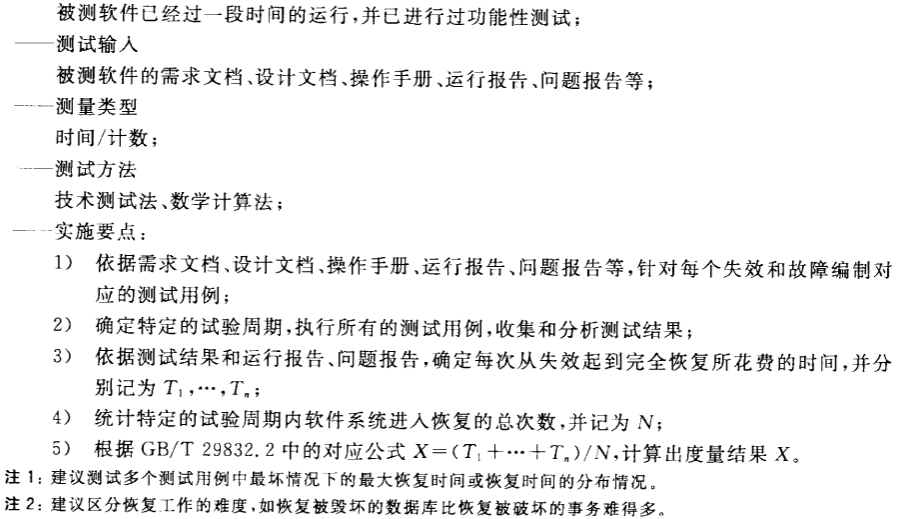 被测软件已经过一段时间的运行,并已进行过功能性测试;
——测试输入
被测软件的需求文档、设计文档、操作手册、运行报告、问题报告等;
——测量类型
时间/计数;
——测试方法
技术测试法、数学计算法;
——实施要点:
1) 依据需求文档、设计文档、操作手册、运行报告、问题报告等,针对每个失效和故障编制对
应的测试用例;
2) 确定特定的试验周期,执行所有的测试用例,收集和分析测试结果;
3) 依据测试结果和运行报告、问题报告,确定每次从失效起到完全恢复所花费的时间,并分
别记为 T₁,…,Tₙ;
4) 统计特定的试验周期内软件系统进入恢复的总次数,并记为 N;
5) 根据 GB/T 29832.2 中的对应公式 X=(T₁+…+Tₙ)/N,计算出度量结果 X。
注 1: 建议测试多个测试用例中最坏情况下的最大恢复时间或恢复时间的分布情况。
注 2: 建议区分恢复工作的难度,如恢复被毁坏的数据库比恢复被破坏的事务难得多。